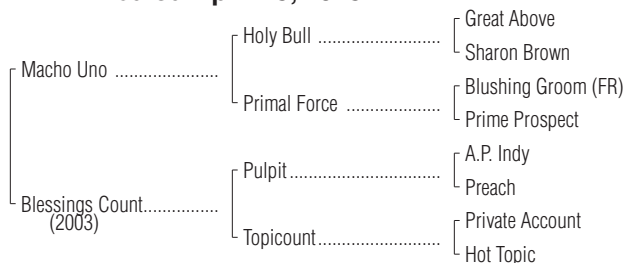 Great Above
Holy Bull ..............................
Sharon Brown
Macho Uno ..........................
Blushing Groom (FR)
Primal Force .......................
Prime Prospect
A.P. Indy
Pulpit.....................................
Preach
Blessings Count...................
(2003)
Private Account
Topicount..............................
Hot Topic